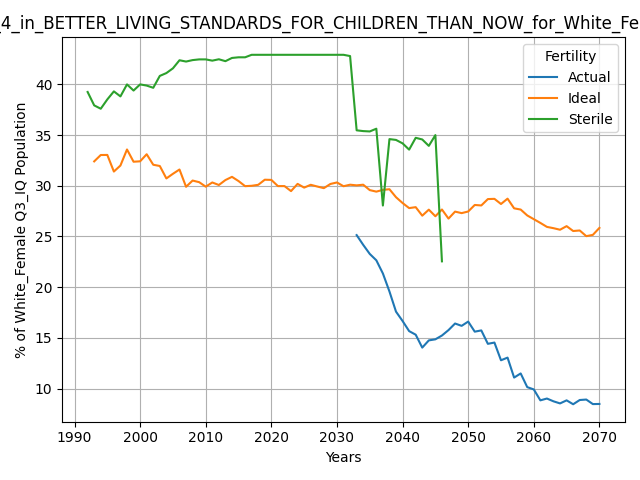 _4_in_BETTER_LIVING_STANDARDS_FOR_CHILDREN_THAN_NOW_for_White_Fe
% of White_Female Q3_IQ Population
40
35
30
25
20
15
10
Fertility
Actual
Ideal
Sterile
1990 2000 2010 2020 2030 2040 2050 2060 2070
Years